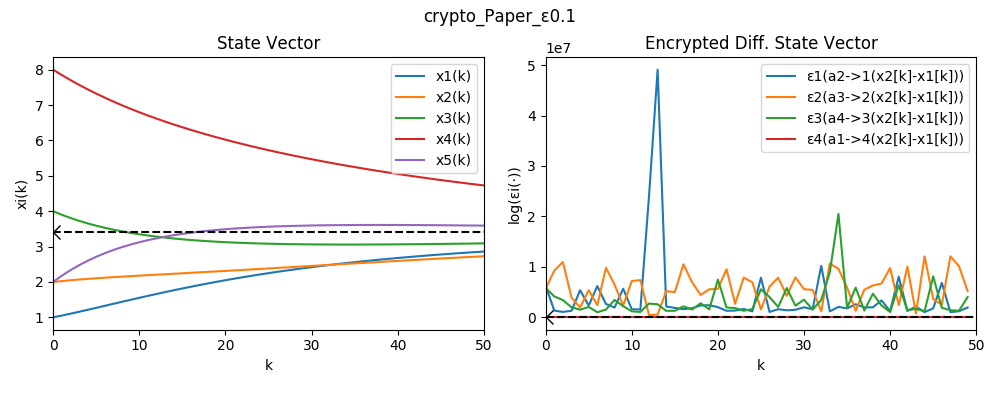 crypto_Paper_ε0.1
State Vector
8
7
6
5
4
3
2
1
xi(k)
0
10
20
30
40
50
k
x1(k)
x2(k)
x3(k)
x4(k)
x5(k)
Encrypted Diff. State Vector
1e7
5
4
3
2
1
0
log(εi(·))
0
10
20
30
40
50
k
ε1(a2->1(x2[k]-x1[k]))
ε2(a3->2(x2[k]-x1[k]))
ε3(a4->3(x2[k]-x1[k]))
ε4(a1->4(x2[k]-x1[k]))